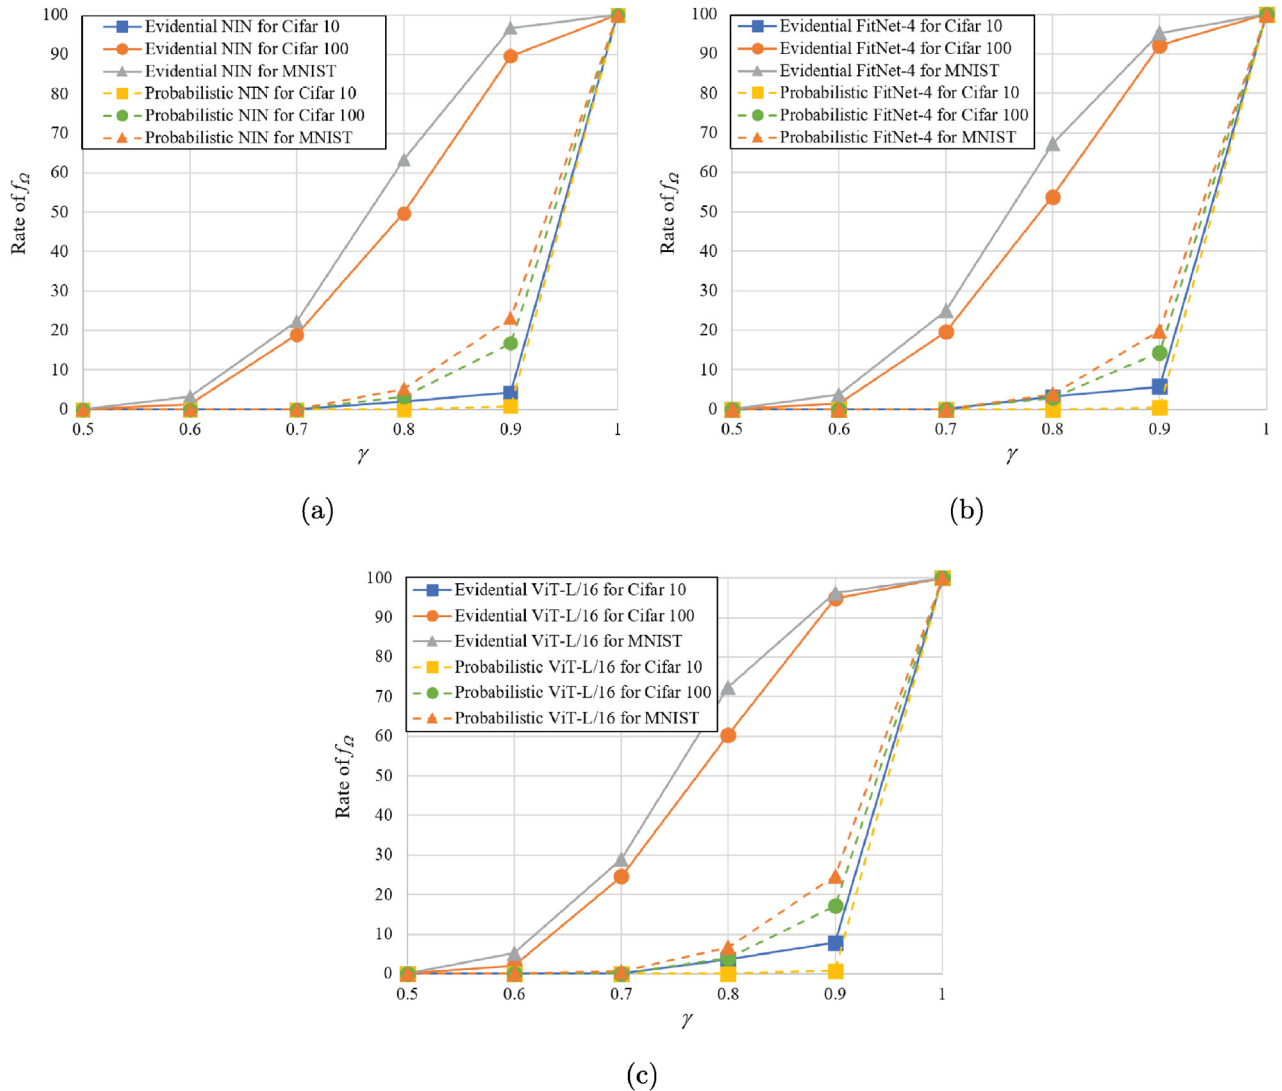 100
90
80
70
60
50
40
30
20
10
0
Rate of fΩ
Evidential NIN for Cifar 10
Evidential NIN for Cifar 100
Evidential NIN for MNIST
Probabilistic NIN for Cifar 10
Probabilistic NIN for Cifar 100
Probabilistic NIN for MNIST
0.5 0.6 0.7 0.8 0.9 1
γ
(a)
100
90
80
70
60
50
40
30
20
10
0
Rate of fΩ
Evidential FitNet-4 for Cifar 10
Evidential FitNet-4 for Cifar 100
Evidential FitNet-4 for MNIST
Probabilistic FitNet-4 for Cifar 10
Probabilistic FitNet-4 for Cifar 100
Probabilistic FitNet-4 for MNIST
0.5 0.6 0.7 0.8 0.9 1
γ
(b)
100
90
80
70
60
50
40
30
20
10
0
Rate of fΩ
Evidential ViT-L/16 for Cifar 10
Evidential ViT-L/16 for Cifar 100
Evidential ViT-L/16 for MNIST
Probabilistic ViT-L/16 for Cifar 10
Probabilistic ViT-L/16 for Cifar 100
Probabilistic ViT-L/16 for MNIST
0.5 0.6 0.7 0.8 0.9 1
γ
(c)